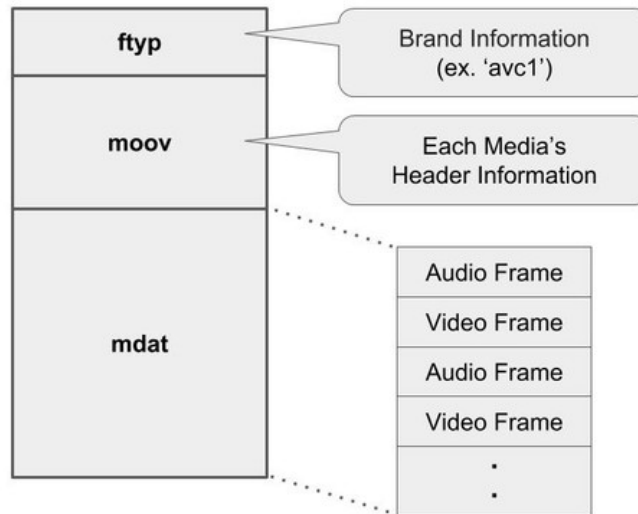 ftyp
Brand Information
(ex. ‘avc1’)
moov
Each Media’s
Header Information
mdat
Audio Frame
Video Frame
Audio Frame
Video Frame
.
.